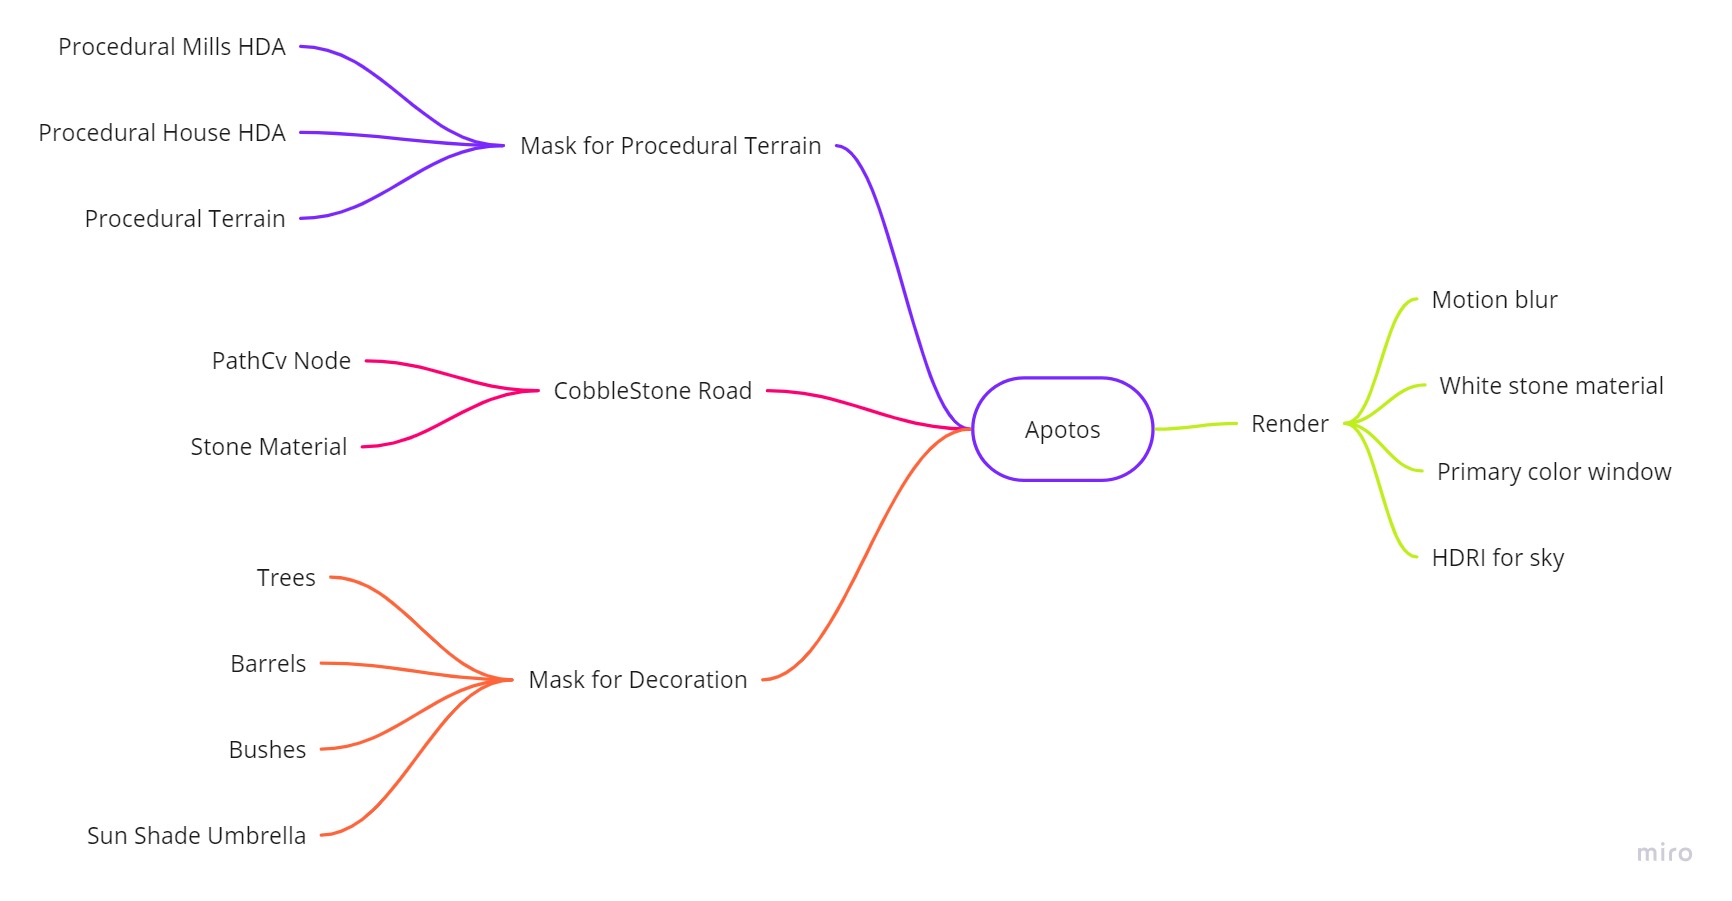 Procedural Mills HDA
Procedural House HDA
Procedural Terrain
Mask for Procedural Terrain
PathCv Node
Stone Material
CobbleStone Road
Trees
Barrels
Bushes
Sun Shade Umbrella
Mask for Decoration
Apotos
Render
Motion blur
White stone material
Primary color window
HDRI for sky
miro